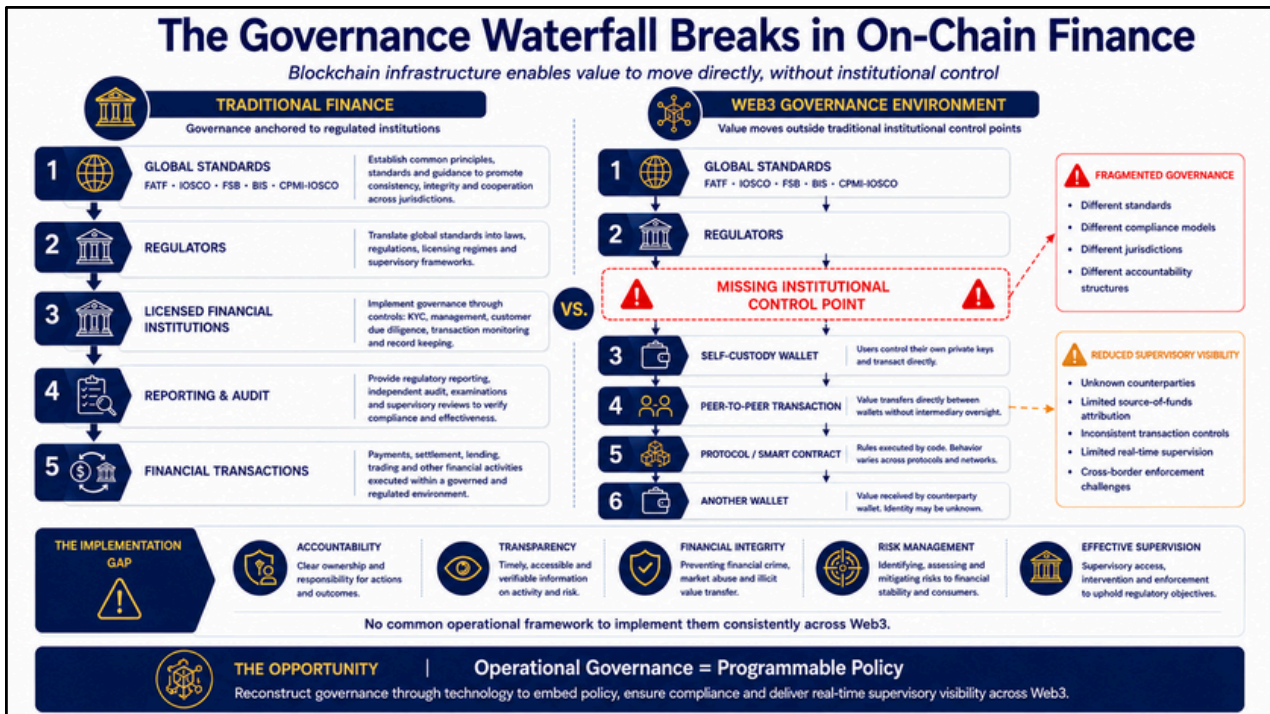 The Governance Waterfall Breaks in On-Chain Finance
Blockchain infrastructure enables value to move directly, without institutional control
TRADITIONAL FINANCE
Governance anchored to regulated institutions
1
GLOBAL STANDARDS
FATF • IOSCO • FSB • BIS • CPMI-IOSCO
Establish common principles,
standards and guidance to promote
consistency, integrity and cooperation
across jurisdictions.
2
REGULATORS
Translate global standards into laws,
regulations, licensing regimes and
supervisory frameworks.
3
LICENSED FINANCIAL
INSTITUTIONS
Implement governance through
controls: KYC, management, customer
due diligence, transaction monitoring
and record keeping.
4
REPORTING & AUDIT
Provide regulatory reporting,
independent audit, examinations
and supervisory reviews to verify
compliance and effectiveness.
5
FINANCIAL TRANSACTIONS
Payments, settlement, lending,
trading and other financial activities
executed within a governed and
regulated environment.
VS.
WEB3 GOVERNANCE ENVIRONMENT
Value moves outside traditional institutional control points
1
GLOBAL STANDARDS
FATF • IOSCO • FSB • BIS • CPMI-IOSCO
2
REGULATORS
MISSING INSTITUTIONAL
CONTROL POINT
3
SELF-CUSTODY WALLET
Users control their own private keys
and transact directly.
4
PEER-TO-PEER TRANSACTION
Value transfers directly between
wallets without intermediary oversight.
5
PROTOCOL / SMART CONTRACT
Rules executed by code. Behavior
varies across protocols and networks.
6
ANOTHER WALLET
Value received by counterparty
wallet. Identity may be unknown.
FRAGMENTED GOVERNANCE
• Different standards
• Different compliance models
• Different jurisdictions
• Different accountability
structures
REDUCED SUPERVISORY VISIBILITY
• Unknown counterparties
• Limited source-of-funds
attribution
• Inconsistent transaction controls
• Limited real-time supervision
• Cross-border enforcement
challenges
THE IMPLEMENTATION
GAP
ACCOUNTABILITY
Clear ownership and
responsibility for actions
and outcomes.
TRANSPARENCY
Timely, accessible and
verifiable information
on activity and risk.
FINANCIAL INTEGRITY
Preventing financial crime,
market abuse and illicit
value transfer.
RISK MANAGEMENT
Identifying, assessing and
mitigating risks to financial
stability and consumers.
EFFECTIVE SUPERVISION
Supervisory access,
intervention and enforcement
to uphold regulatory objectives.
No common operational framework to implement them consistently across Web3.
THE OPPORTUNITY | Operational Governance = Programmable Policy
Reconstruct governance through technology to embed policy, ensure compliance and deliver real-time supervisory visibility across Web3.